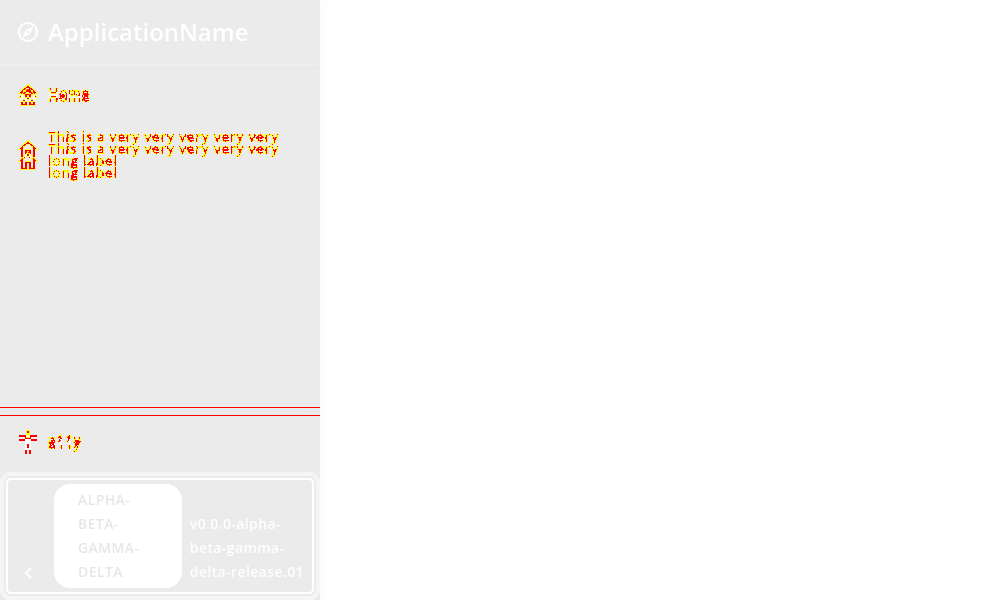 ApplicationName
Home
This is a very very very very very
This is a very very very very very
long label
long label
a11y
ALPHA-
BETA-
GAMMA-
DELTA
v0.0.0-alpha-
beta-gamma-
delta-release.01